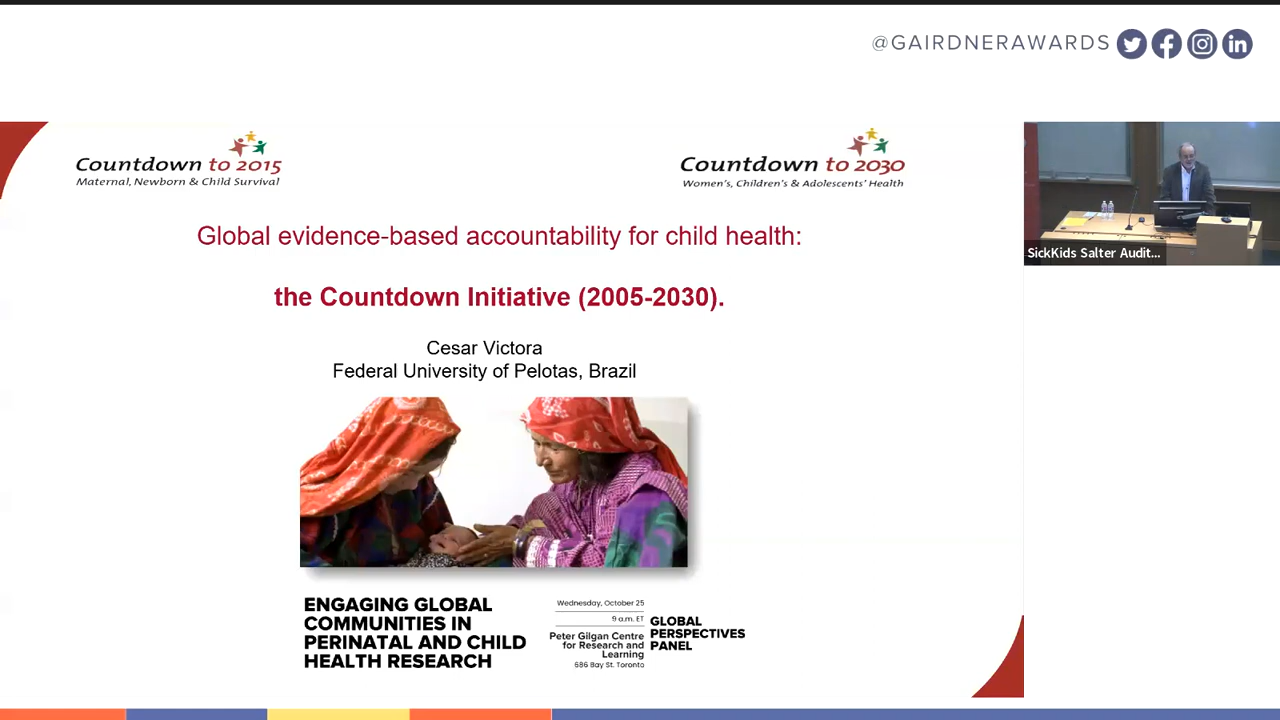 @GAIRDNERAWARDS
Countdown to 2015
Maternal, Newborn & Child Survival
Countdown to 2030
Women's, Children's & Adolescents' Health
Global evidence-based accountability for child health:
the Countdown Initiative (2005-2030).
Cesar Victora
Federal University of Pelotas, Brazil
SickKids Salter Audit...
ENGAGING GLOBAL
COMMUNITIES IN
PERINATAL AND CHILD
HEALTH RESEARCH
Wednesday, October 25
9 a.m. ET
Peter Gilgan Centre
for Research and
Learning
686 Bay St. Toronto
GLOBAL
PERSPECTIVES
PANEL